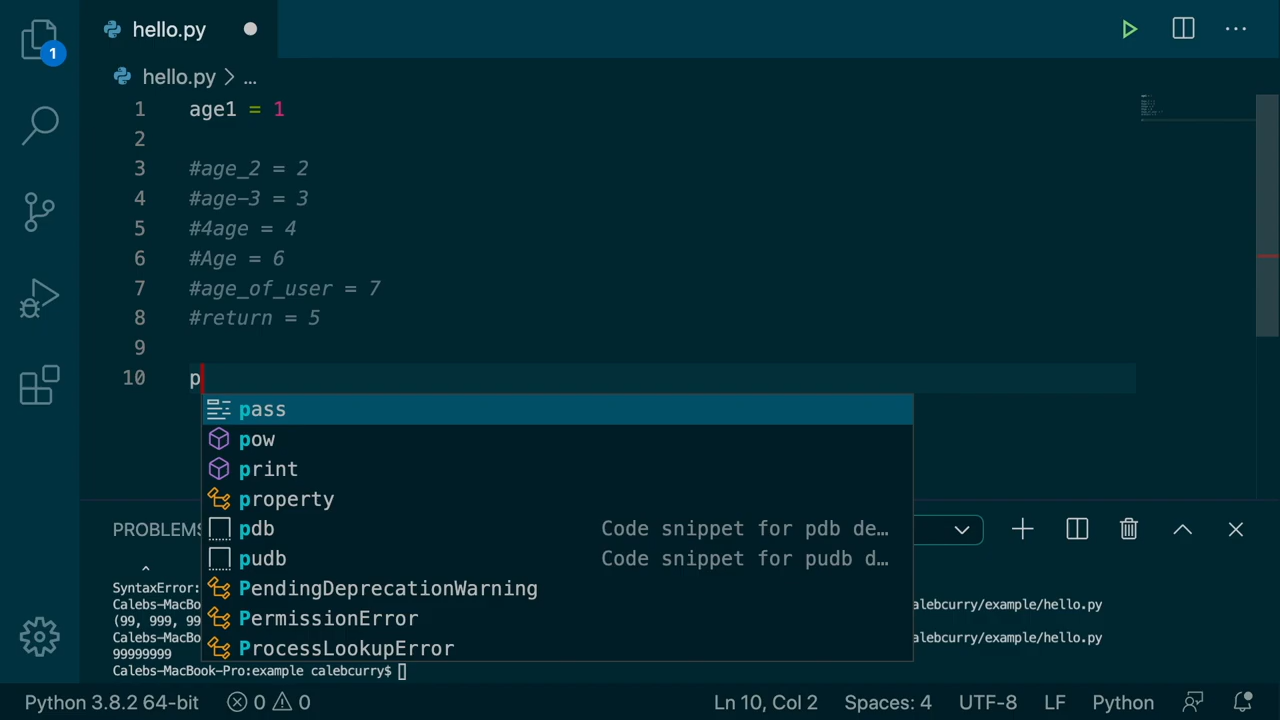 hello.py
1
hello.py > ...
1 age1 = 1
2
3 #age_2 = 2
4 #age-3 = 3
5 #4age = 4
6 #Age = 6
7 #age_of_user = 7
8 #return = 5
9
10 p
pass
pow
print
property
pdb Code snippet for pdb de…
pudb Code snippet for pudb d…
PendingDeprecationWarning
PermissionError
ProcessLookupError
PROBLEMS
^
SyntaxError:
Calebs-MacBo alebcurry/example/hello.py
(99, 999, 99
Calebs-MacBo alebcurry/example/hello.py
99999999
Calebs-MacBook-Pro:example calebcurry$
Python 3.8.2 64-bit 0 0 Ln 10, Col 2 Spaces: 4 UTF-8 LF Python